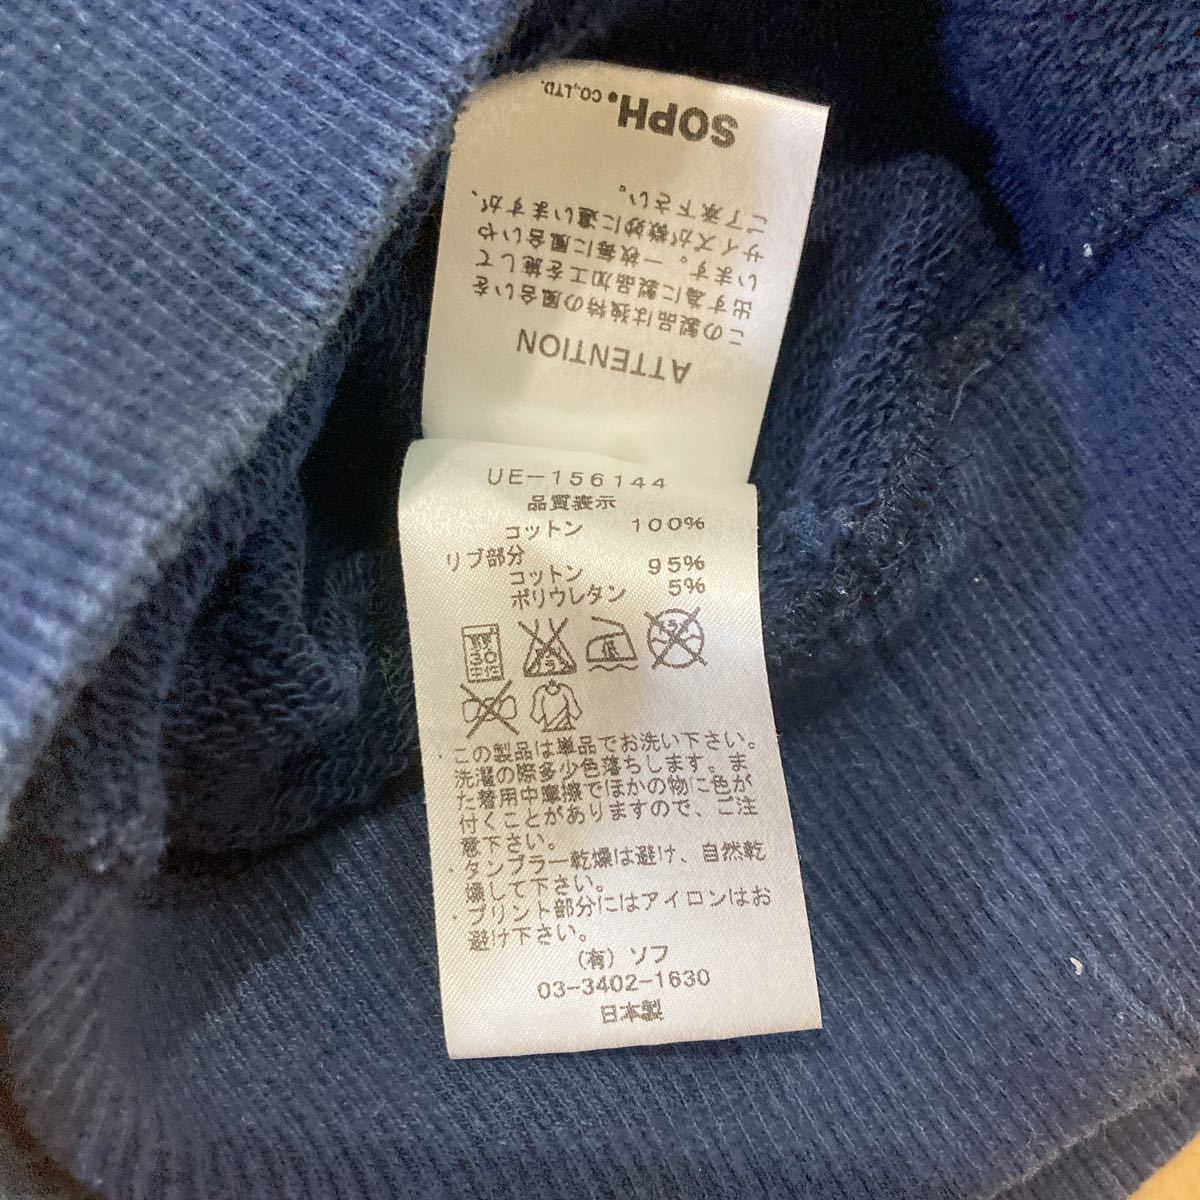 SOPH.CO.,LTD.
ATTENTION
この製品は独特の風合いを
出す為に製品加工を施して
います。一枚毎に風合いや
サイズが微妙に違いますが、
ご了承下さい。
UE-156144
品質表示
コットン 100%
リブ部分
コットン 95%
ポリウレタン 5%
低
・この製品は単品でお洗い下さい。
洗濯の際多少色落ちします。ま
た着用中摩擦でほかの物に色が
付くことがありますので、ご注
意下さい。
・タンブラー乾燥は避け、自然乾
燥して下さい。
・プリント部分にはアイロンはお
避け下さい。
(有) ソフ
03-3402-1630
日本製